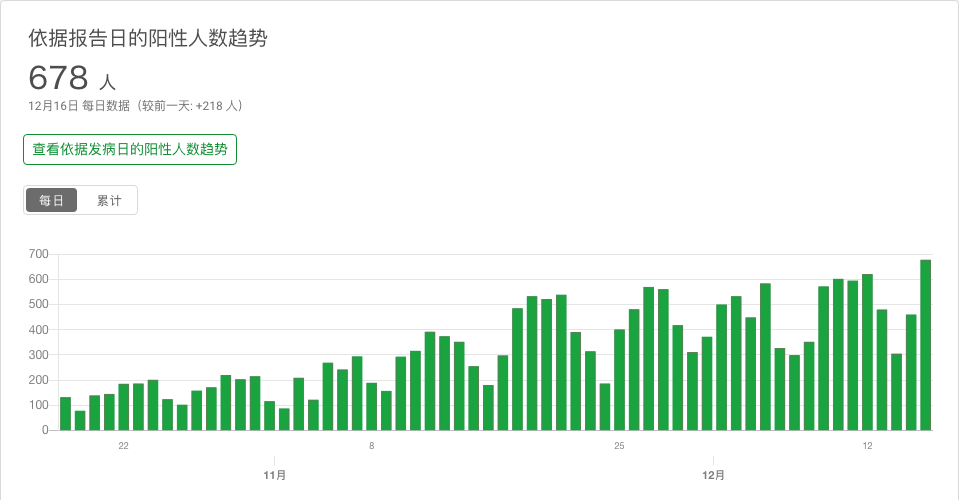 依据报告日的阳性人数趋势
678 人
12月16日 每日数据（较前一天: +218 人）
查看依据发病日的阳性人数趋势
每日 累计
700
600
500
400
300
200
100
0
22 8 25 12
11月 12月